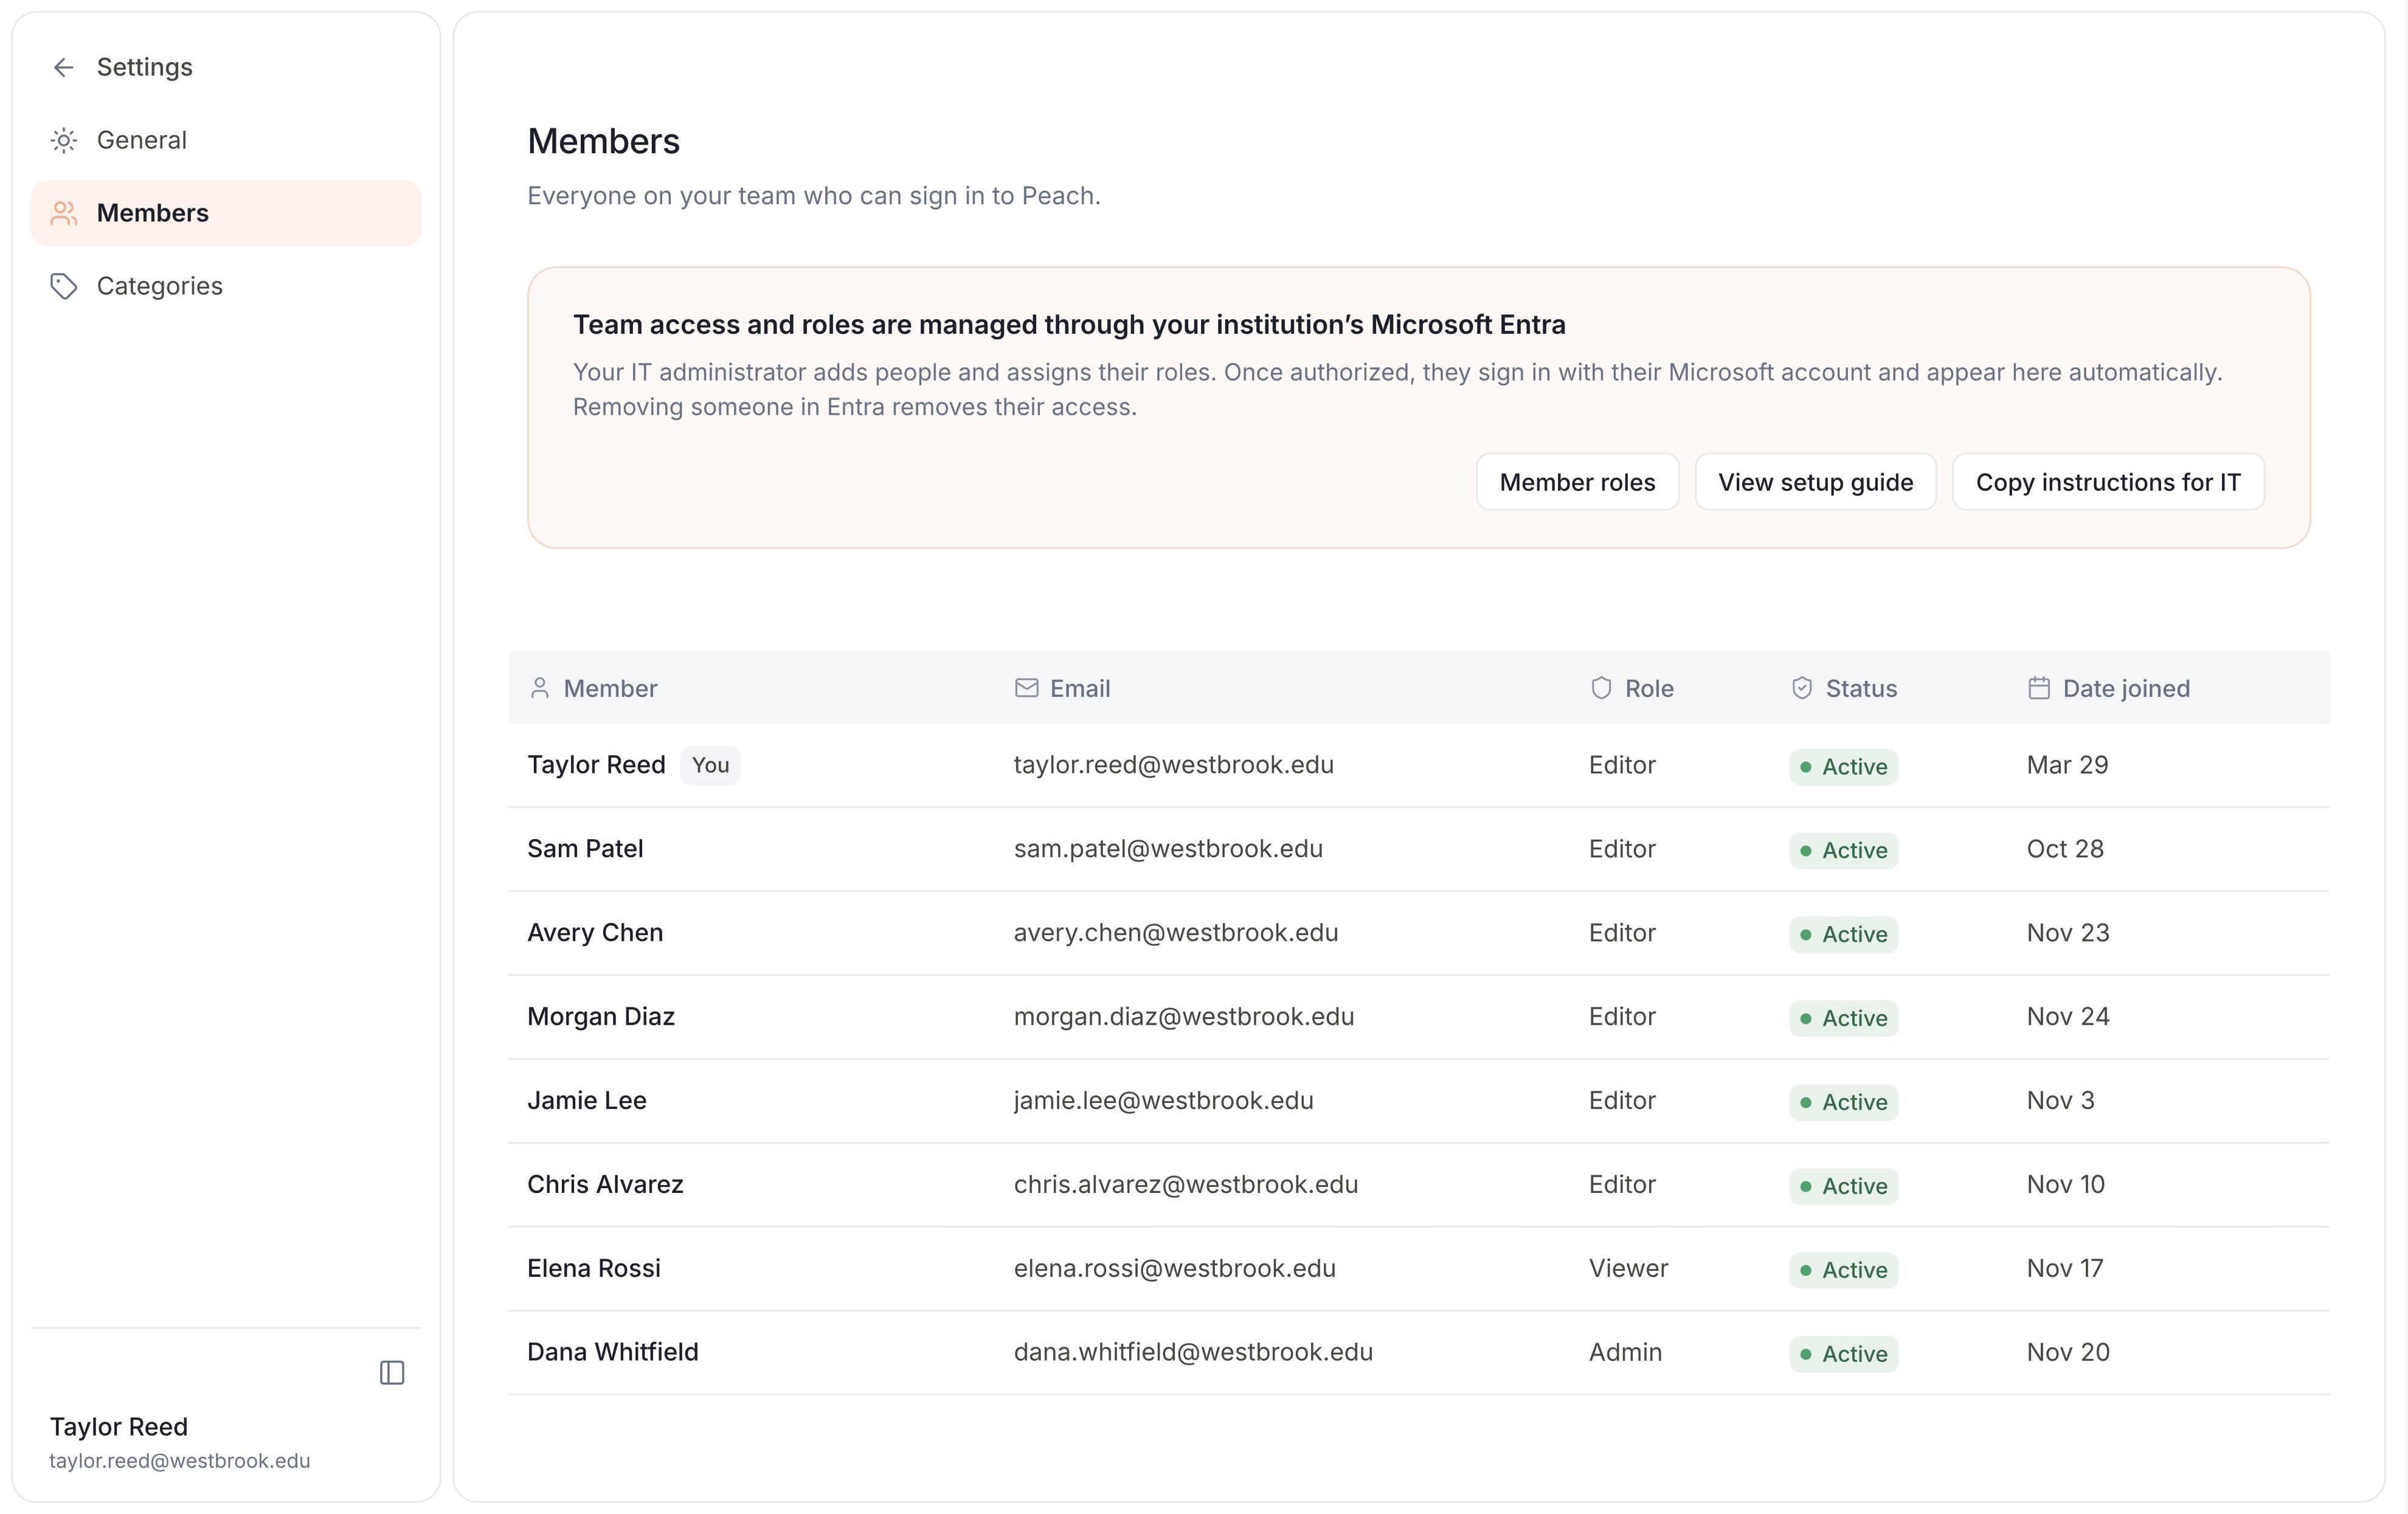 Settings
General
Members
Categories
Taylor Reed
taylor.reed@westbrook.edu
Members
Everyone on your team who can sign in to Peach.
Team access and roles are managed through your institution’s Microsoft Entra
Your IT administrator adds people and assigns their roles. Once authorized, they sign in with their Microsoft account and appear here automatically.
Removing someone in Entra removes their access.
Member roles View setup guide Copy instructions for IT
Member Email Role Status Date joined
Taylor Reed You taylor.reed@westbrook.edu Editor Active Mar 29
Sam Patel sam.patel@westbrook.edu Editor Active Oct 28
Avery Chen avery.chen@westbrook.edu Editor Active Nov 23
Morgan Diaz morgan.diaz@westbrook.edu Editor Active Nov 24
Jamie Lee jamie.lee@westbrook.edu Editor Active Nov 3
Chris Alvarez chris.alvarez@westbrook.edu Editor Active Nov 10
Elena Rossi elena.rossi@westbrook.edu Viewer Active Nov 17
Dana Whitfield dana.whitfield@westbrook.edu Admin Active Nov 20